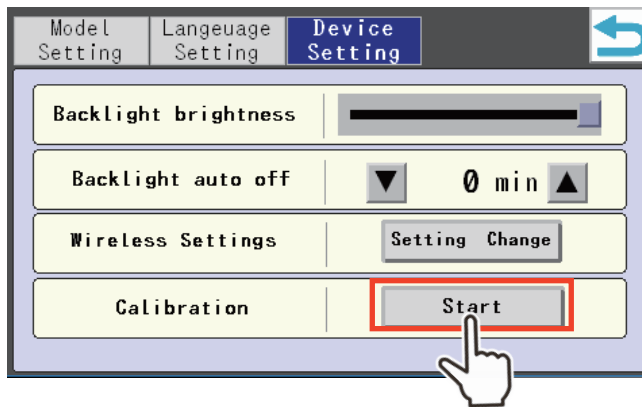 Model Setting
Langeuage Setting
Device Setting
Backlight brightness
Backlight auto off
0 min
Wireless Settings
Setting Change
Calibration
Start